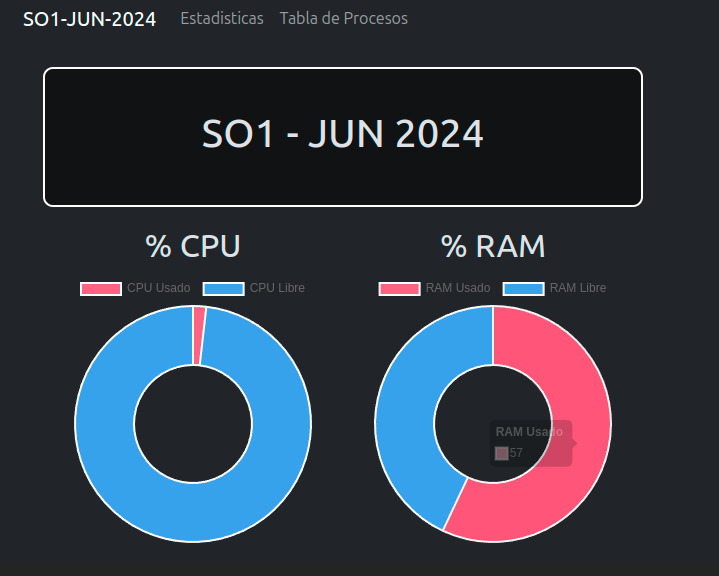 SO1-JUN-2024 Estadisticas Tabla de Procesos
SO1 - JUN 2024
% CPU % RAM
CPU Usado CPU Libre RAM Usado RAM Libre
RAM Usado
57